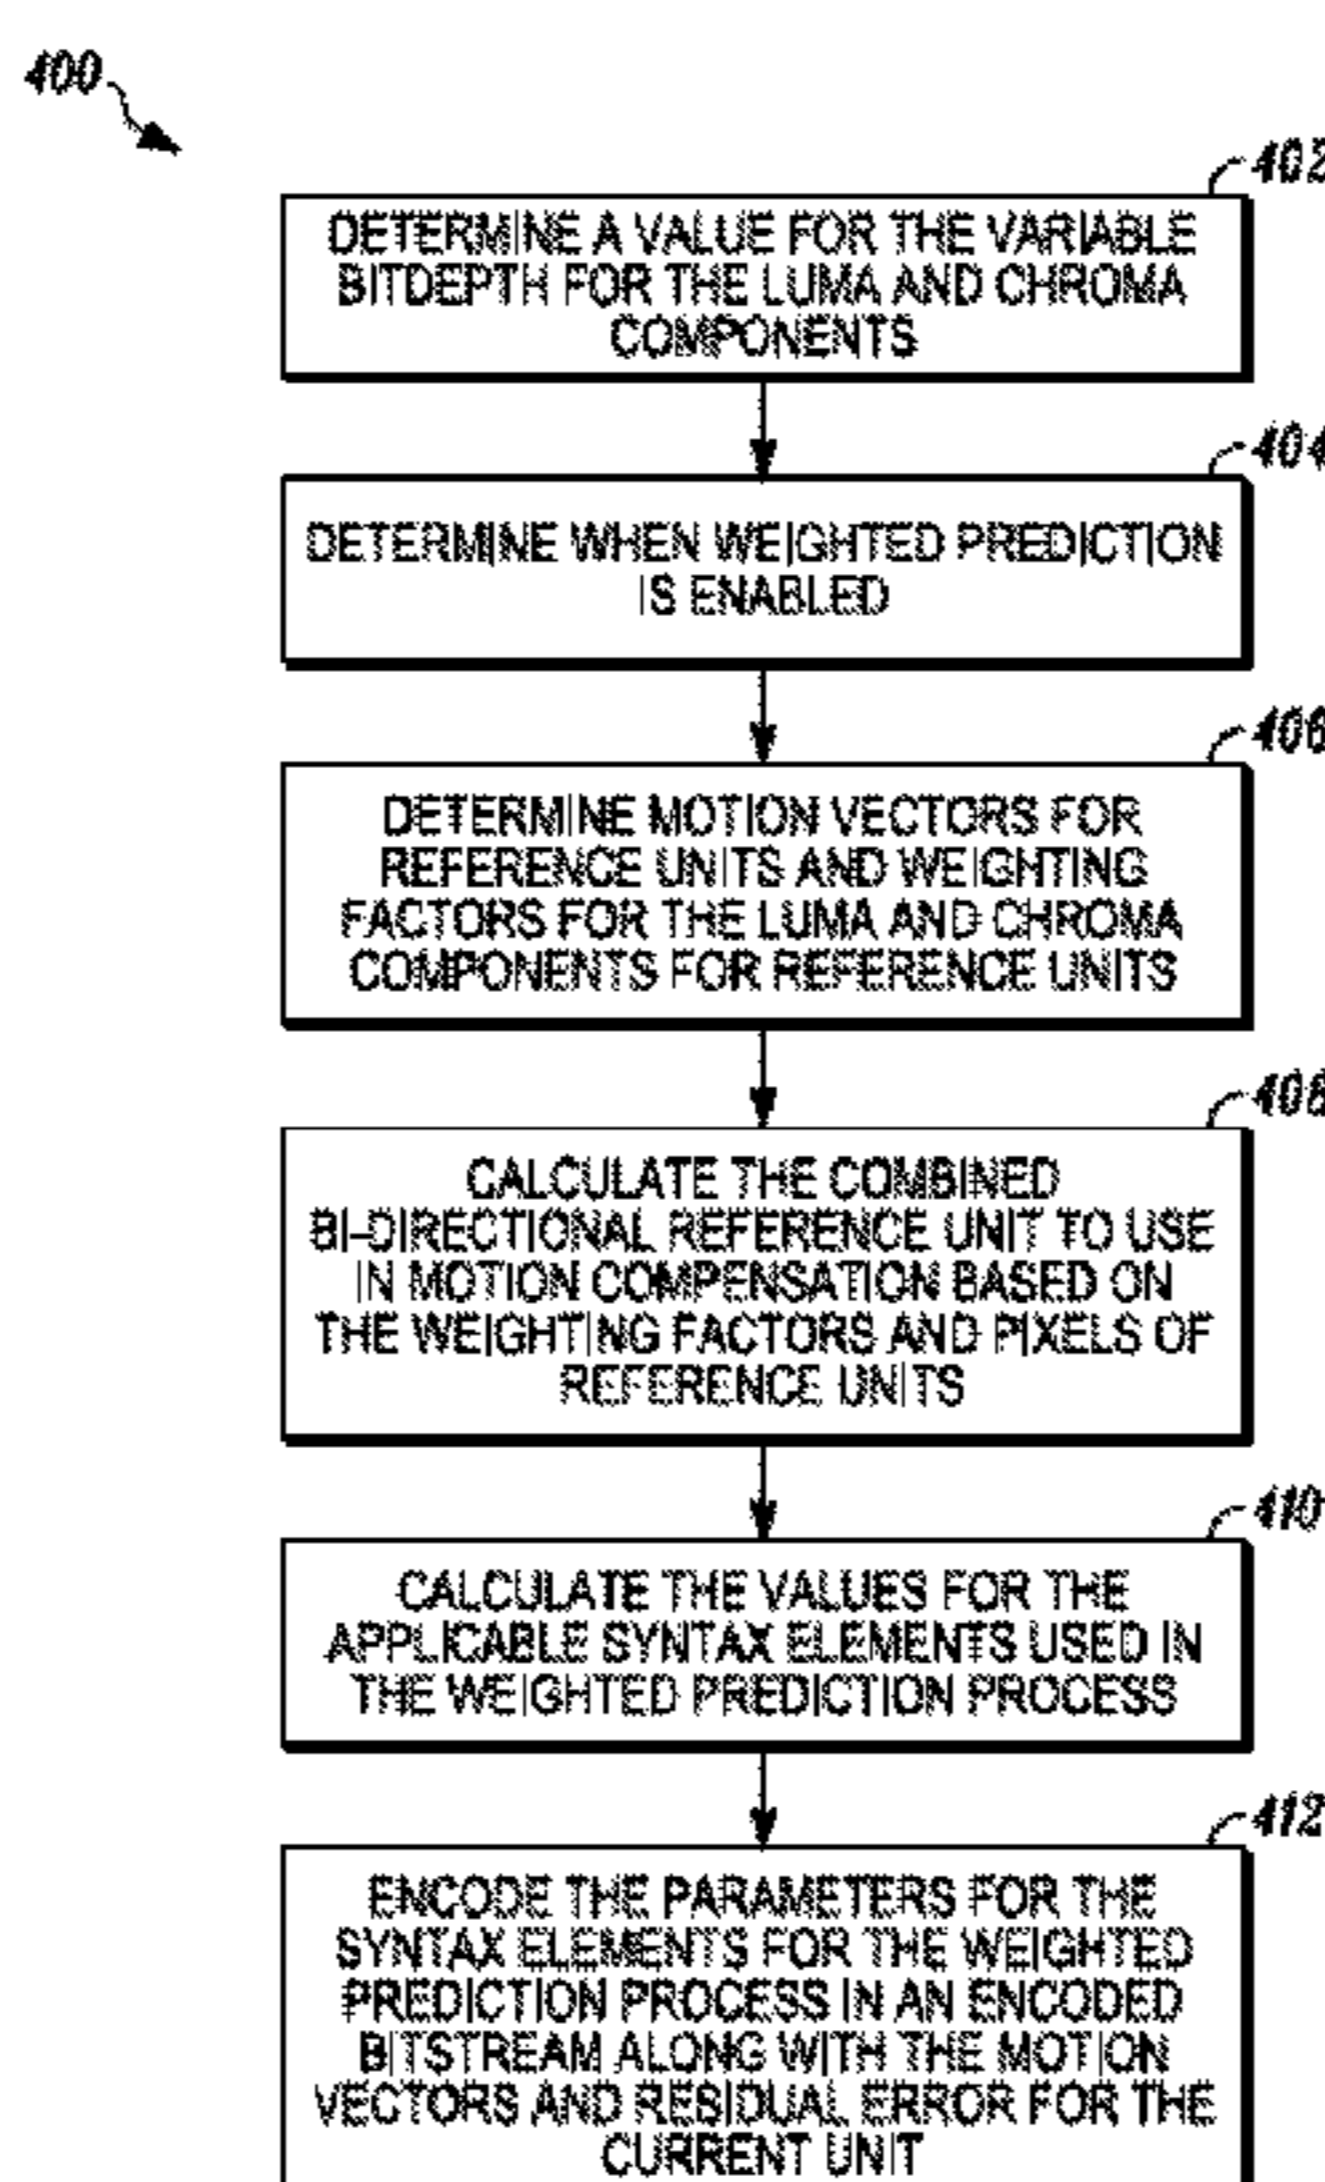 400
402
DETERMINE A VALUE FOR THE VARIABLE
BITDEPTH FOR THE LUMA AND CHROMA
COMPONENTS
404
DETERMINE WHEN WEIGHTED PREDICTION
IS ENABLED
406
DETERMINE MOTION VECTORS FOR
REFERENCE UNITS AND WEIGHTING
FACTORS FOR THE LUMA AND CHROMA
COMPONENTS FOR REFERENCE UNITS
408
CALCULATE THE COMBINED
BI-DIRECTIONAL REFERENCE UNIT TO USE
IN MOTION COMPENSATION BASED ON
THE WEIGHTING FACTORS AND PIXELS OF
REFERENCE UNITS
410
CALCULATE THE VALUES FOR THE
APPLICABLE SYNTAX ELEMENTS USED IN
THE WEIGHTED PREDICTION PROCESS
412
ENCODE THE PARAMETERS FOR THE
SYNTAX ELEMENTS FOR THE WEIGHTED
PREDICTION PROCESS IN AN ENCODED
BITSTREAM ALONG WITH THE MOTION
VECTORS AND RESIDUAL ERROR FOR THE
CURRENT UNIT